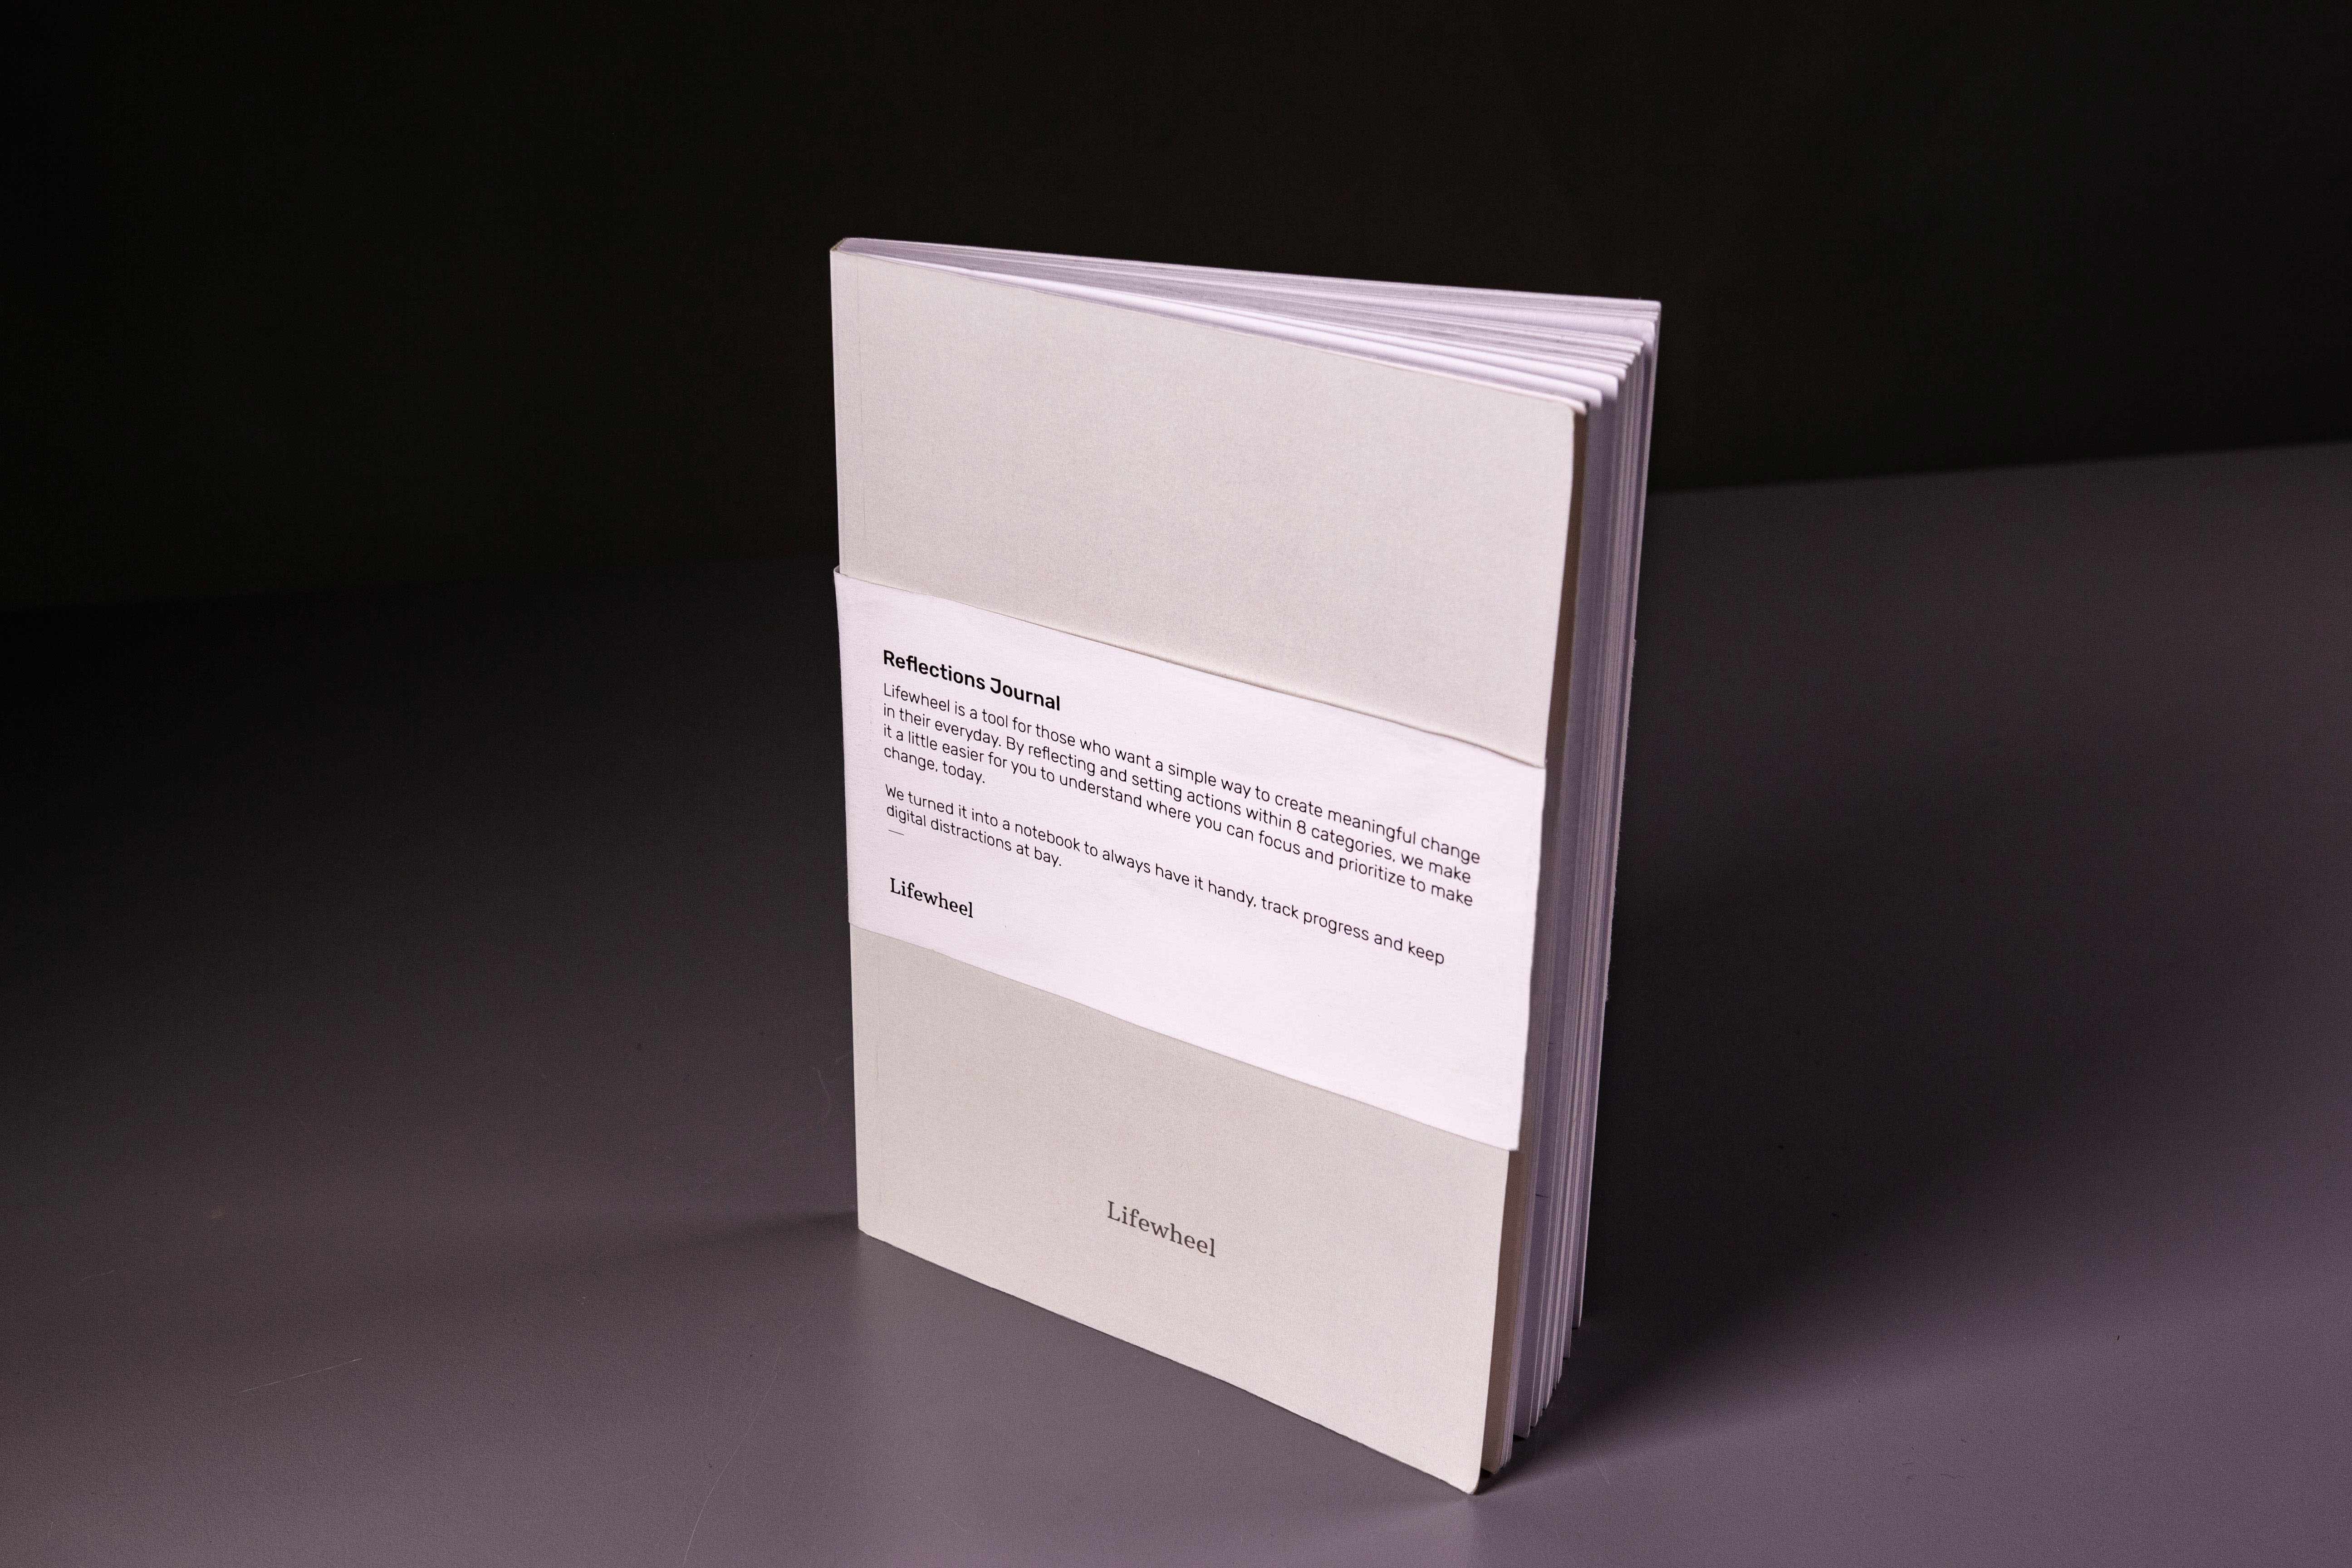 Reflections Journal
Lifewheel is a tool for those who want a simple way to create meaningful change
in their everyday. By reflecting and setting actions within 8 categories, we make
it a little easier for you to understand where you can focus and prioritize to make
change, today.
We turned it into a notebook to always have it handy, track progress and keep
digital distractions at bay.
—
Lifewheel
Lifewheel